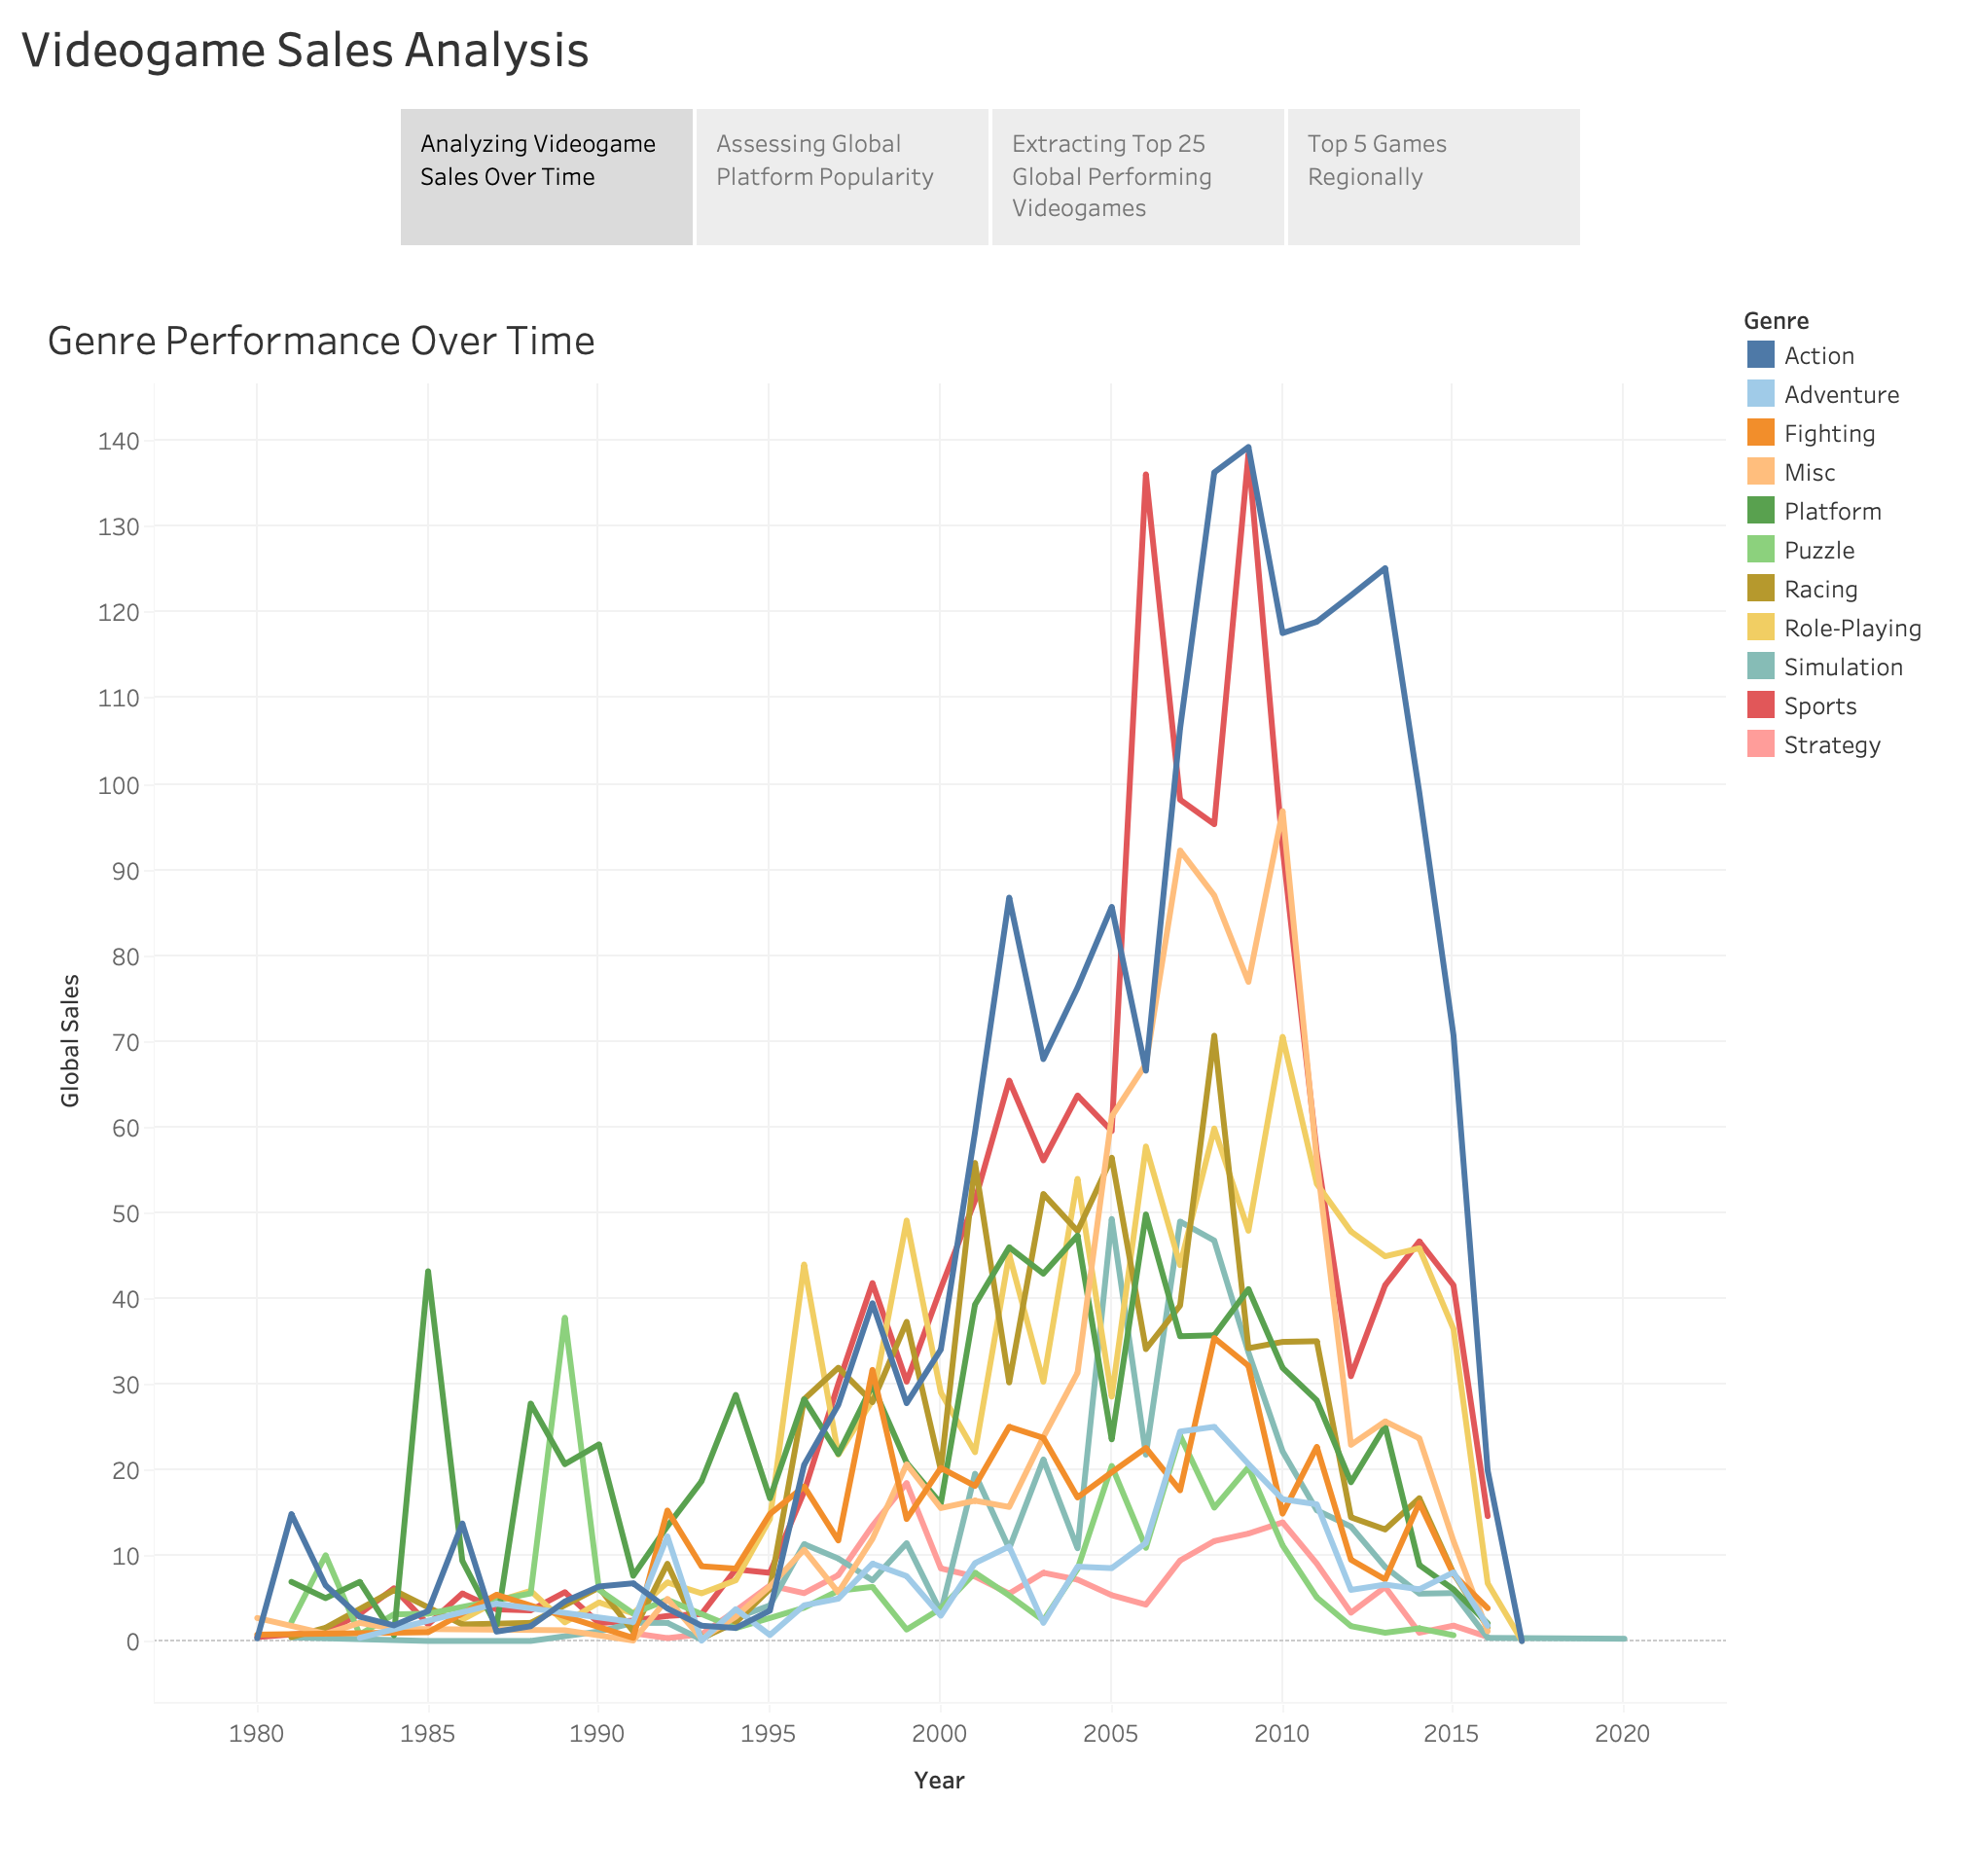 Videogame Sales Analysis
Analyzing Videogame
Sales Over Time
Assessing Global
Platform Popularity
Extracting Top 25
Global Performing
Videogames
Top 5 Games
Regionally
Genre Performance Over Time
Genre
Action
Adventure
Fighting
Misc
Platform
Puzzle
Racing
Role-Playing
Simulation
Sports
Strategy
140
130
120
110
100
90
80
70
60
50
40
30
20
10
0
Global Sales
1980
1985
1990
1995
2000
2005
2010
2015
2020
Year